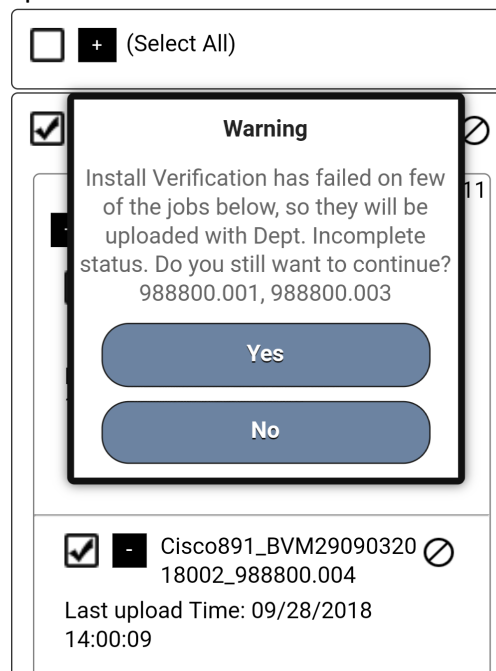 + (Select All)
Warning
11
Install Verification has failed on few
of the jobs below, so they will be
uploaded with Dept. Incomplete
status. Do you still want to continue?
988800.001, 988800.003
Yes
No
- Cisco891_BVM29090320
18002_988800.004
Last upload Time: 09/28/2018
14:00:09